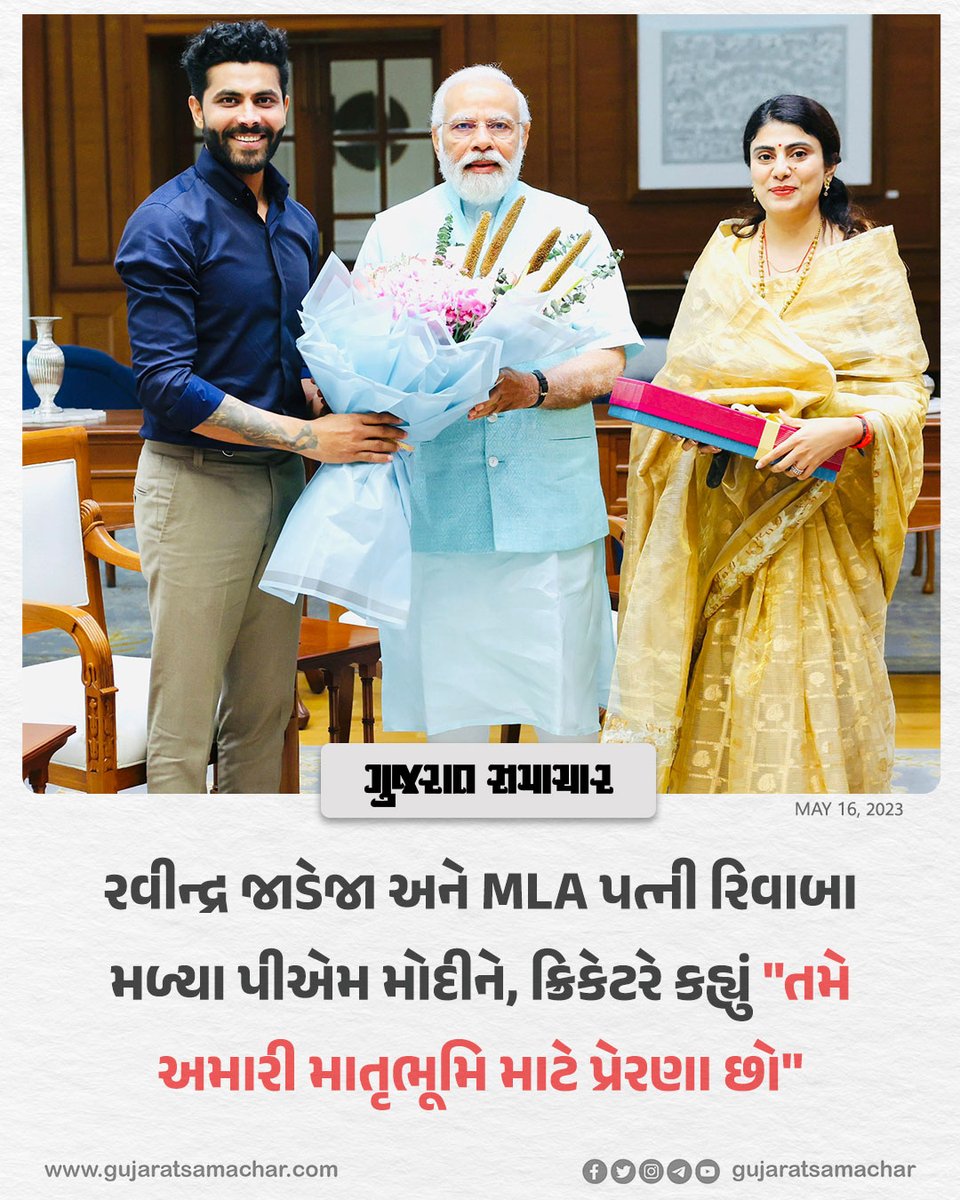 ગુજરાત સમાચાર
MAY 16, 2023
રવીન્દ્ર જાડેજા અને MLA પત્ની રિવાબા
મળ્યા પીએમ મોદીને, ક્રિકેટરે કહ્યું "તમે
અમારી માતૃભૂમિ માટે પ્રેરણા છો"
www.gujaratsamachar.com
gujaratsamachar